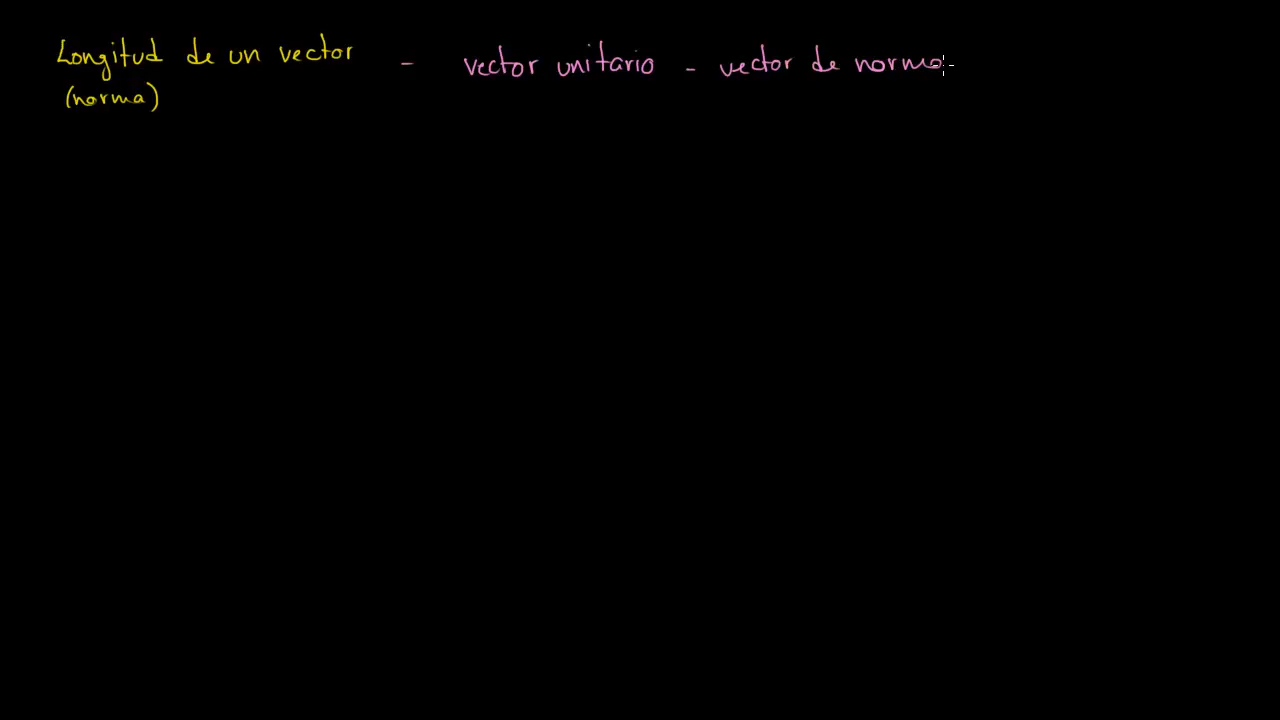 Longitud de un vector - vector unitario - vector de norma
(norma)